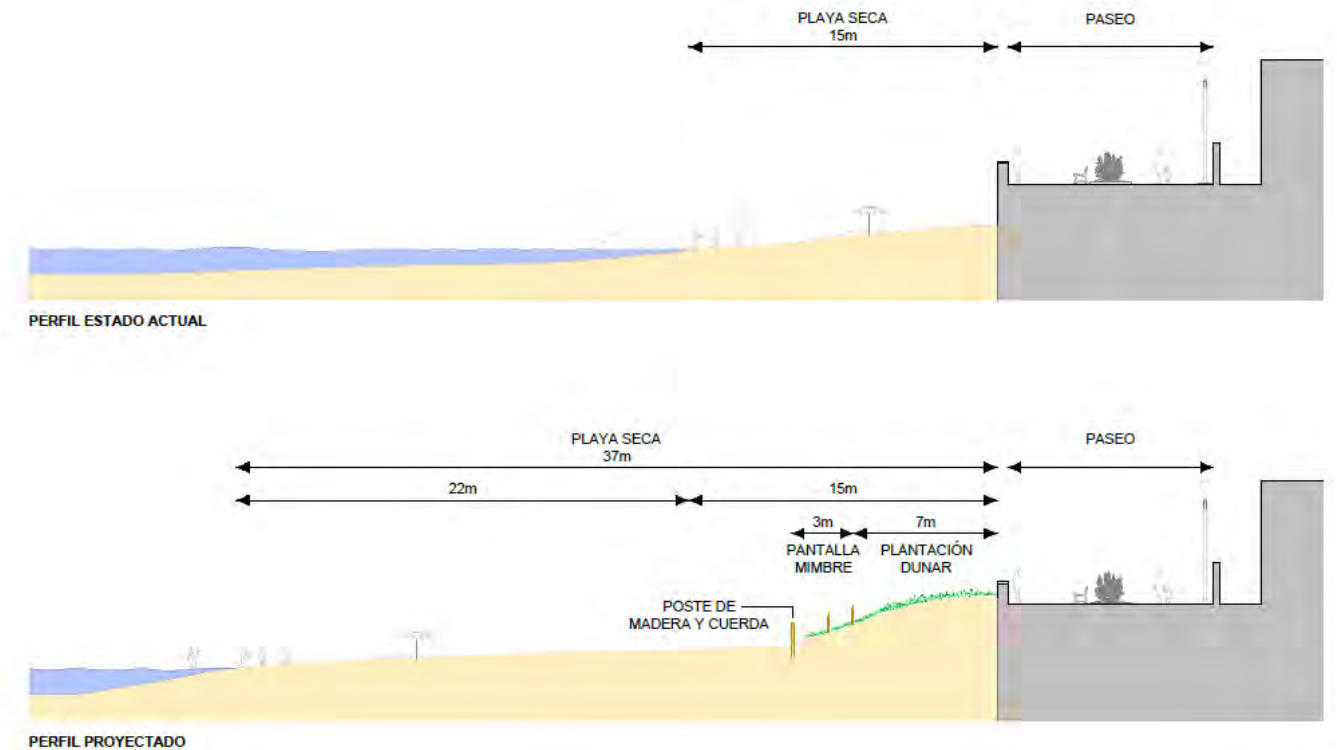 PLAYA SECA
15m
PASEO
PERFIL ESTADO ACTUAL
PLAYA SECA
37m
PASEO
22m
15m
3m
7m
PANTALLA
MIMBRE
PLANTACIÓN
DUNAR
POSTE DE
MADERA Y CUERDA
PERFIL PROYECTADO